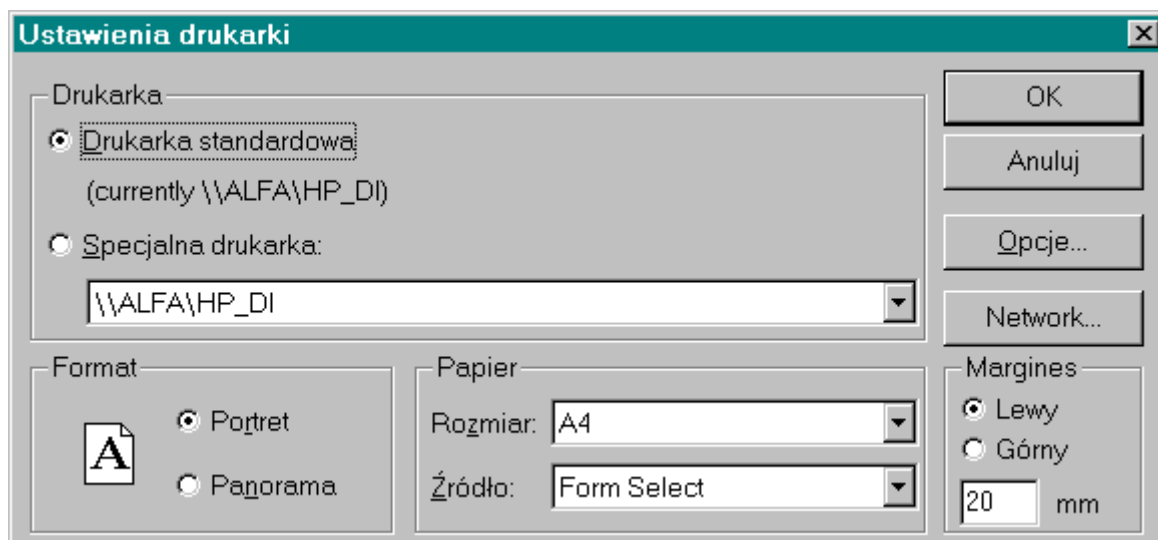 Ustawienia drukarki
Drukarka
Drukarka standardowa
(currently \\ALFA\HP_DI)
Specjalna drukarka:
\\ALFA\HP_DI
OK
Anuluj
Opcje...
Network...
Format
A
Portret
Panorama
Papier
Rozmiar: A4
Źródło: Form Select
Margines
Lewy
Górny
20 mm